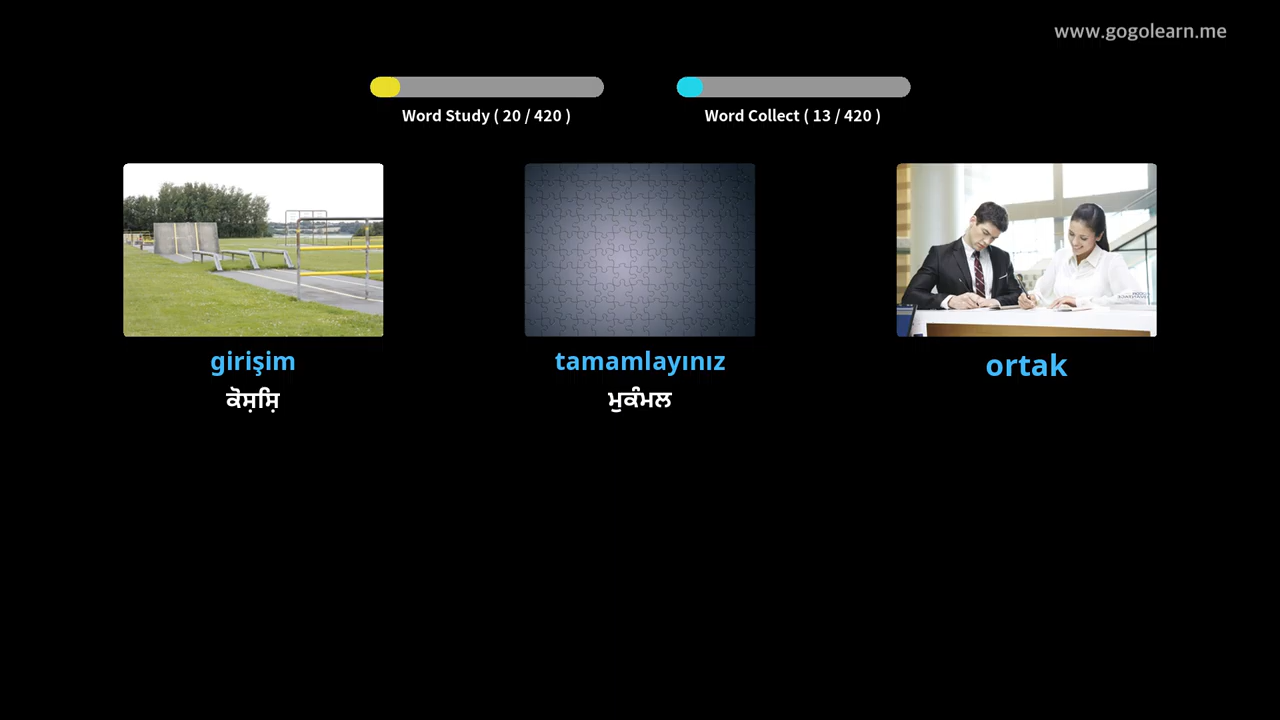 www.gogolearn.me
Word Study ( 20 / 420 )
Word Collect ( 13 / 420 )
girişim
ਕੋਸ਼ਸ਼ਿ
tamamlayınız
ਮੁਕੰਮਲ
ortak